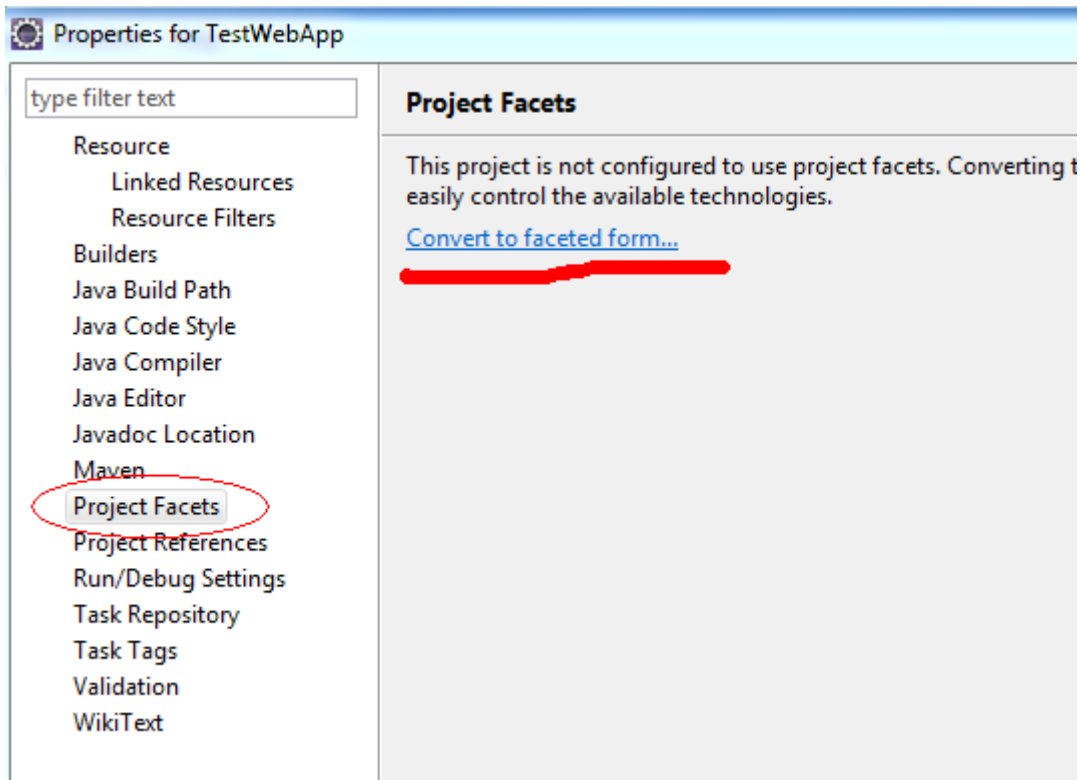 Properties for TestWebApp
type filter text
Resource
Linked Resources
Resource Filters
Builders
Java Build Path
Java Code Style
Java Compiler
Java Editor
Javadoc Location
Maven
Project Facets
Project References
Run/Debug Settings
Task Repository
Task Tags
Validation
WikiText
Project Facets
This project is not configured to use project facets. Converting
easily control the available technologies.
Convert to faceted form...